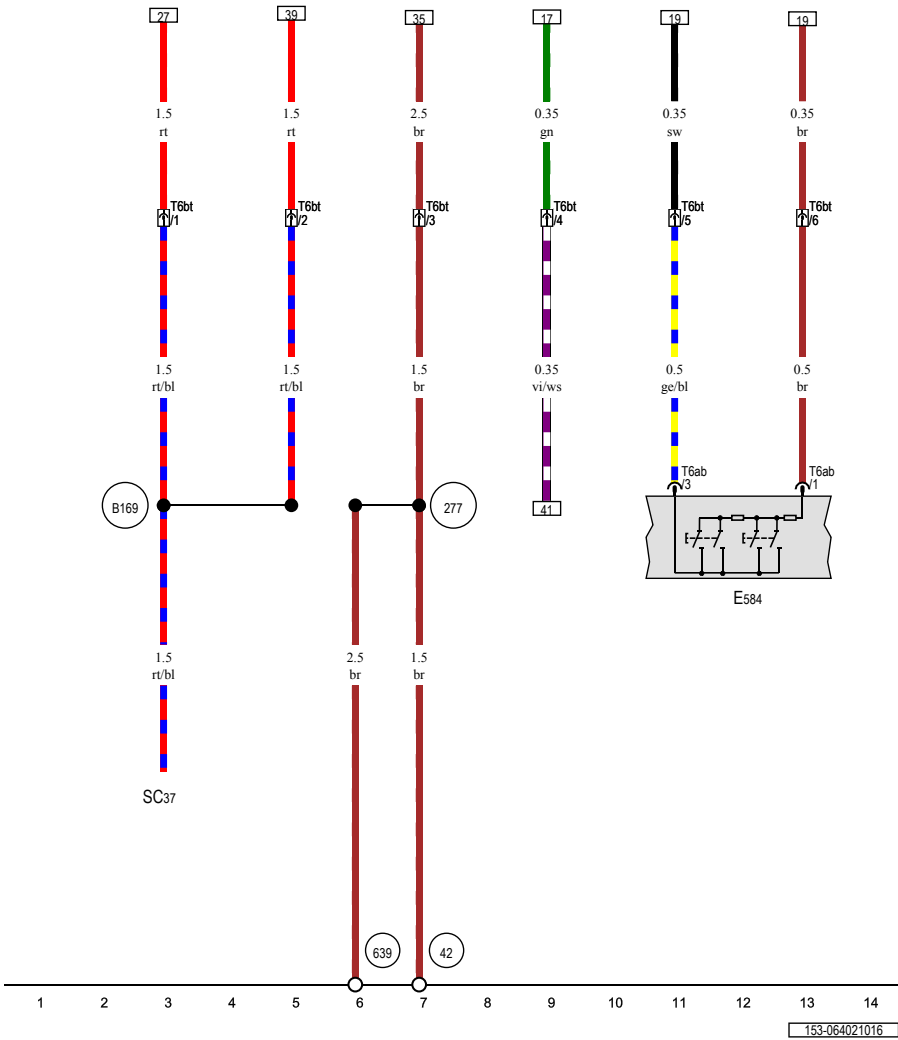 27 39 35 17 19 19
1.5 1.5 2.5 0.35 0.35 0.35
rt rt br gn sw br
T6bt T6bt T6bt T6bt T6bt T6bt
/1 /2 /3 /4 /5 /6
1.5 1.5 1.5 0.35 0.5 0.5
rt/bl rt/bl br vi/ws ge/bl br
T6ab T6ab
/3 /1
B169 277 41
E584
1.5 2.5 1.5
rt/bl br br
SC37
639 42
1 2 3 4 5 6 7 8 9 10 11 12 13 14
153-064021016